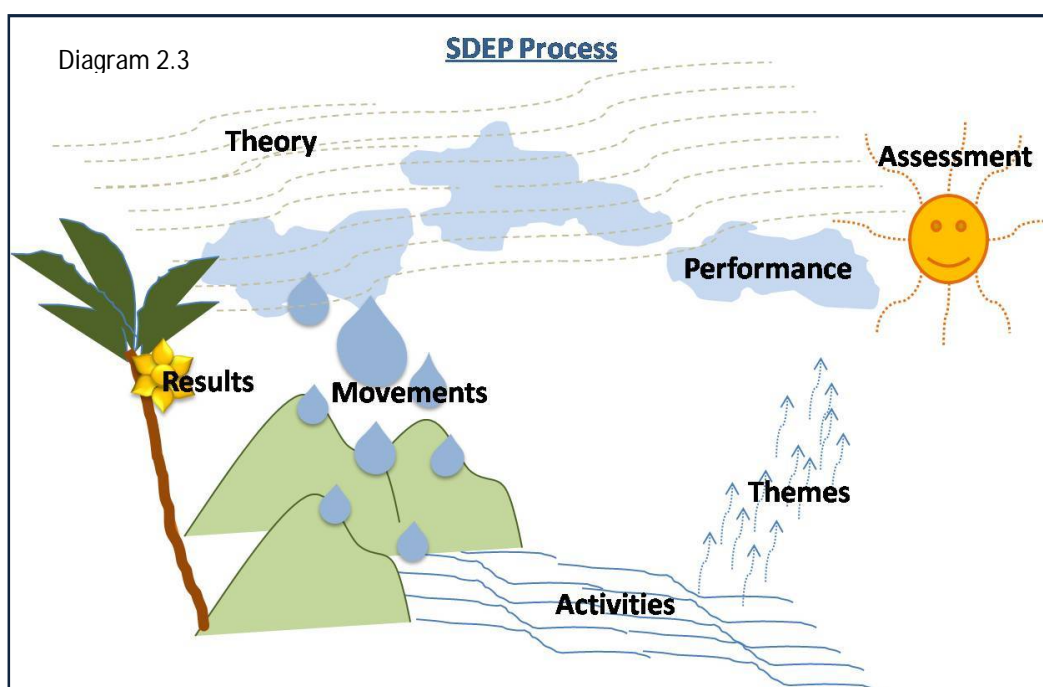 Diagram 2.3
SDEP Process
Theory
Assessment
Performance
Results
Movements
Themes
Activities